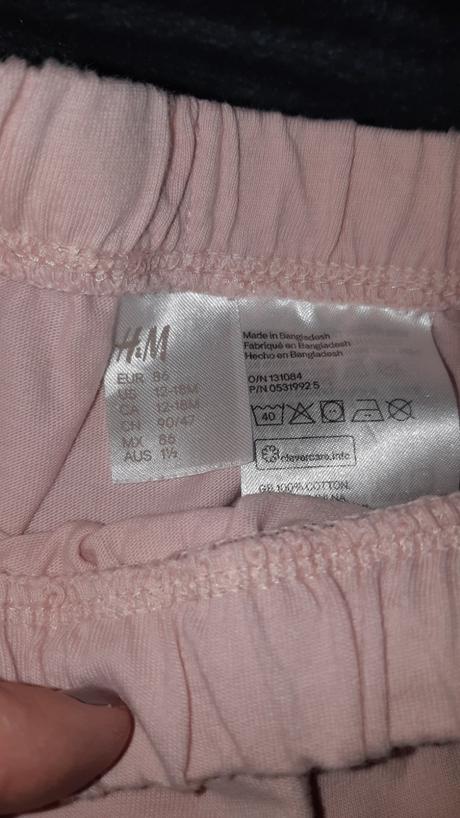 H&M
EUR 86
US 12-18M
CA 12-18M
CN 90/47
MX 86
AUS 1½
Made in Bangladesh
Fabriqué en Bangladesh
Hecho en Bangladesh
O/N 131084
P/N 0531992 5
40
clevercare.info
GB 100% COTTON.